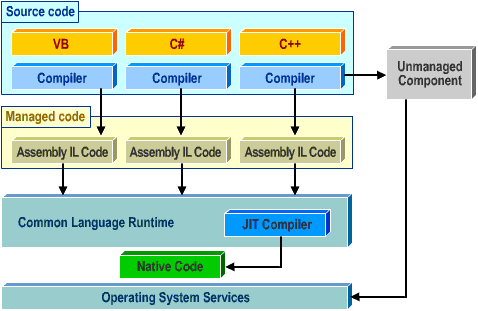 Source code
VB
C#
C++
Compiler
Compiler
Compiler
Unmanaged
Component
Managed code
Assembly IL Code
Assembly IL Code
Assembly IL Code
Common Language Runtime
JIT Compiler
Native Code
Operating System Services